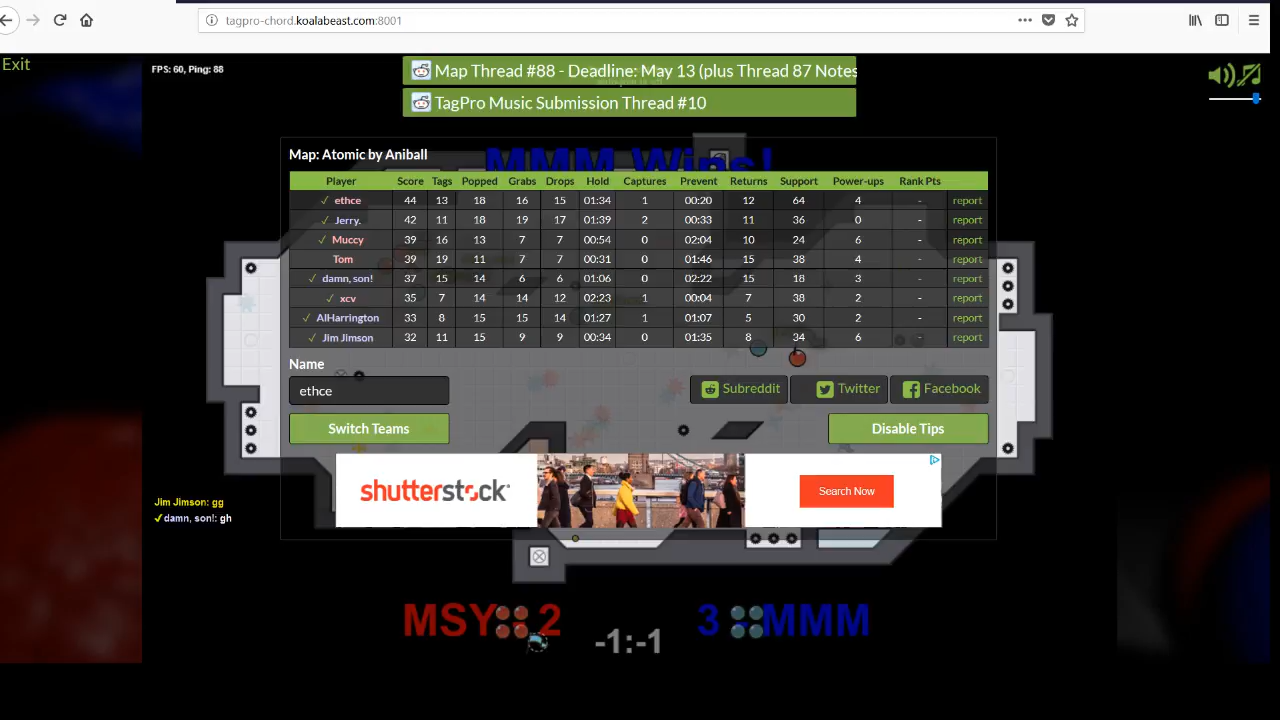 tagpro-chord.koalabeast.com:8001
Exit
FPS: 60, Ping: 88
Map Thread #88 - Deadline: May 13 (plus Thread 87 Notes
TagPro Music Submission Thread #10
MMM Wins!
Map: Atomic by Aniball
Player Score Tags Popped Grabs Drops Hold Captures Prevent Returns Support Power-ups Rank Pts
✓ ethce 44 13 18 16 15 01:34 1 00:20 12 64 4 - report
✓ Jerry. 42 11 18 19 17 01:39 2 00:33 11 36 0 - report
✓ Muccy 39 16 13 7 7 00:54 0 02:04 10 24 6 - report
Tom 39 19 11 7 7 00:31 0 01:46 15 38 4 - report
✓ damn, son! 37 15 14 6 6 01:06 0 02:22 15 18 3 - report
✓ xcv 35 7 14 14 12 02:23 1 00:04 7 38 2 - report
✓ AlHarrington 33 8 15 15 14 01:27 1 01:07 5 30 2 - report
✓ Jim Jimson 32 11 15 9 9 00:34 0 01:35 8 34 6 - report
Name
ethce
Subreddit Twitter Facebook
Switch Teams Disable Tips
shutterstock Search Now
Jim Jimson: gg
✓ damn, son!: gh
MSY 2 3 MMM
-1:-1